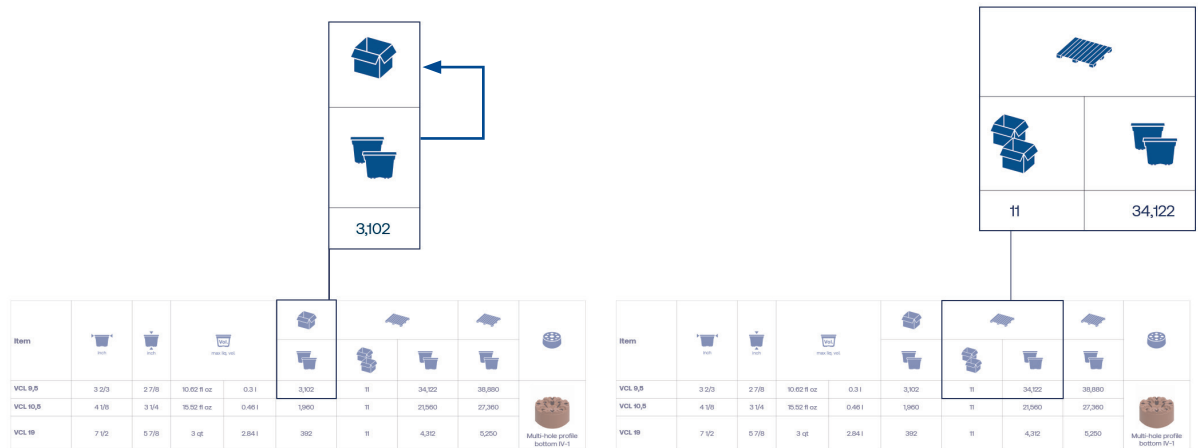 3,102
11 34,122
Item inch inch Vol. max liq. vol.
VCL 9,5 3 2/3 2 7/8 10.62 fl oz 0.3 l 3,102 11 34,122 38,880
VCL 10,5 4 1/8 3 1/4 15.52 fl oz 0.46 l 1,960 11 21,560 27,360
VCL 19 7 1/2 5 7/8 3 qt 2.84 l 392 11 4,312 5,250
Multi-hole profile
bottom IV-1
Item inch inch Vol. max liq. vol.
VCL 9,5 3 2/3 2 7/8 10.62 fl oz 0.3 l 3,102 11 34,122 38,880
VCL 10,5 4 1/8 3 1/4 15.52 fl oz 0.46 l 1,960 11 21,560 27,360
VCL 19 7 1/2 5 7/8 3 qt 2.84 l 392 11 4,312 5,250
Multi-hole profile
bottom IV-1